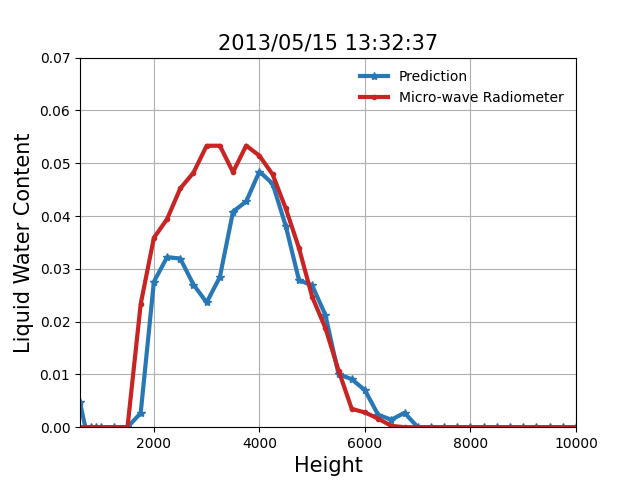 2013/05/15 13:32:37
Prediction
Micro-wave Radiometer
Liquid Water Content
0.07
0.06
0.05
0.04
0.03
0.02
0.01
0.00
2000 4000 6000 8000 10000
Height